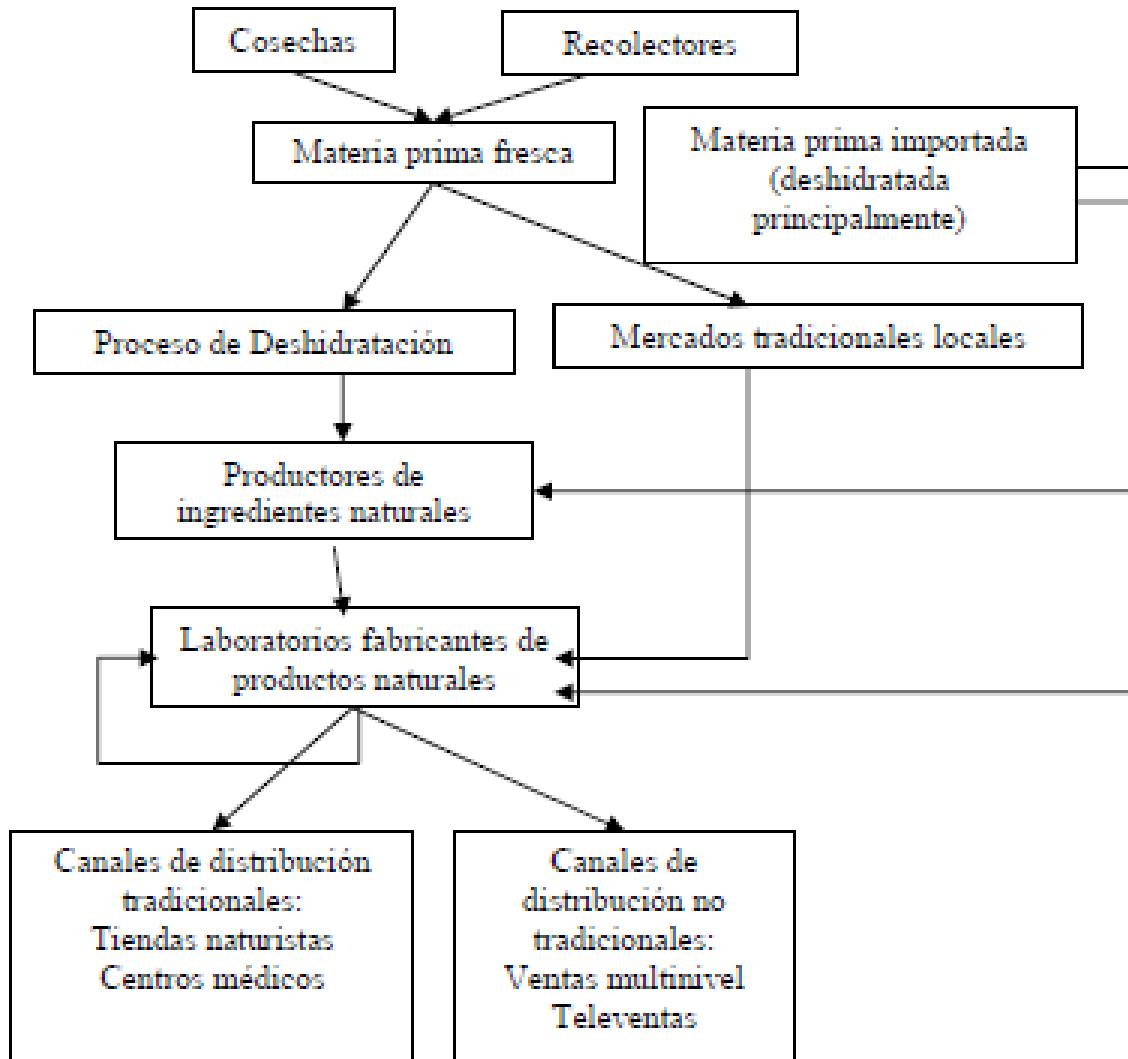 Cosechas
Recolectores
Materia prima fresca
Materia prima importada
(deshidratada
principalmente)
Proceso de Deshidratación
Mercados tradicionales locales
Productores de
ingredientes naturales
Laboratorios fabricantes de
productos naturales
Canales de distribución
tradicionales:
Tiendas naturistas
Centros médicos
Canales de
distribución no
tradicionales:
Ventas multinivel
Televentas